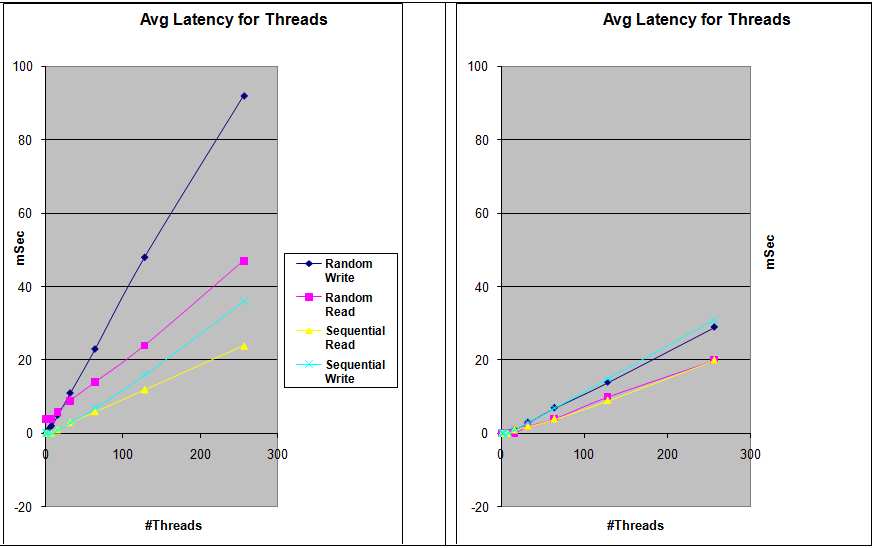 Avg Latency for Threads
100
80
60
40
20
0
-20
0
100
200
300
mSec
#Threads
Random
Write
Random
Read
Sequential
Read
Sequential
Write
Avg Latency for Threads
100
80
60
40
20
0
-20
0
100
200
300
mSec
#Threads